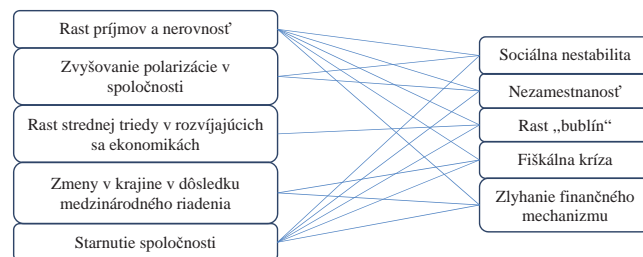 Rast príjmov a nerovnosť
Zvyšovanie polarizácie v
spoločnosti
Rast strednej triedy v rozvíjajúcich
sa ekonomikách
Zmeny v krajine v dôsledku
medzinárodného riadenia
Starnutie spoločnosti
Sociálna nestabilita
Nezamestnanosť
Rast „bublín“
Fiškálna kríza
Zlyhanie finančného
mechanizmu